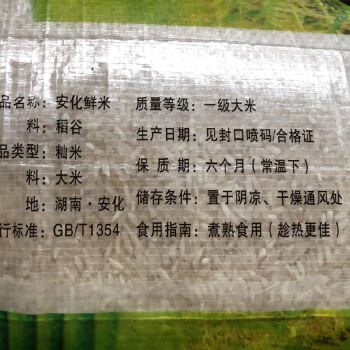 品名称：安化鲜米 质量等级：一级大米
料：稻谷 生产日期：见封口喷码/合格证
品类型：籼米 保质期：六个月（常温下）
料：大米 储存条件：置于阴凉、干燥通风处
地：湖南·安化 食用指南：煮熟食用（趁热更佳）
行标准：GB/T1354